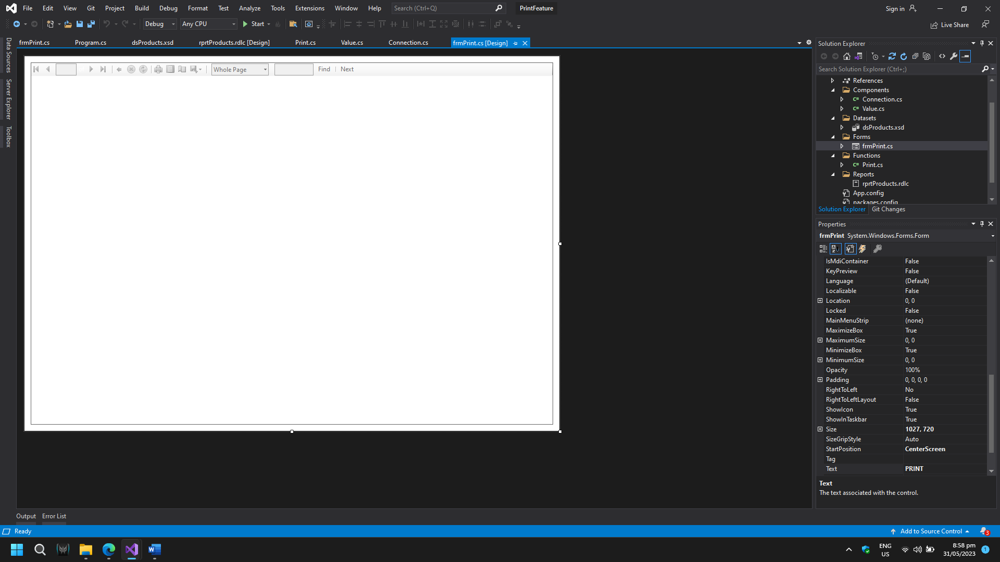 File Edit View Git Project Build Debug Format Test Analyze Tools Extensions Window Help Search (Ctrl+Q) PrintFeature Sign in
Debug Any CPU Start Live Share
frmPrint.cs Program.cs dsProducts.xsd rprtProducts.rdlc [Design] Print.cs Value.cs Connection.cs frmPrint.cs [Design]
Data Sources
Server Explorer
Toolbox
Whole Page Find Next
Solution Explorer
Search Solution Explorer (Ctrl+;)
References
Components
C# Connection.cs
C# Value.cs
Datasets
dsProducts.xsd
Forms
frmPrint.cs
Functions
C# Print.cs
Reports
rprtProducts.rdlc
App.config
packages.config
Solution Explorer Git Changes
Properties
frmPrint System.Windows.Forms.Form
IsMdiContainer False
KeyPreview False
Language (Default)
Localizable False
Location 0, 0
Locked False
MainMenuStrip (none)
MaximizeBox True
MaximumSize 0, 0
MinimizeBox True
MinimumSize 0, 0
Opacity 100%
Padding 0, 0, 0, 0
RightToLeft No
RightToLeftLayout False
ShowIcon True
ShowInTaskbar True
Size 1027, 720
SizeGripStyle Auto
StartPosition CenterScreen
Tag
Text PRINT
Text
The text associated with the control.
Output Error List
Ready Add to Source Control 3
ENG
US
8:58 pm
31/05/2023
1